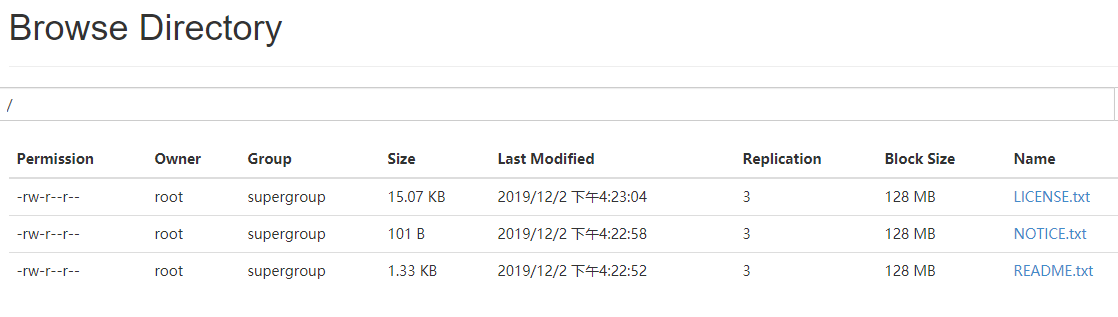 Browse Directory
/
Permission Owner Group Size Last Modified Replication Block Size Name
-rw-r--r-- root supergroup 15.07 KB 2019/12/2 下午4:23:04 3 128 MB LICENSE.txt
-rw-r--r-- root supergroup 101 B 2019/12/2 下午4:22:58 3 128 MB NOTICE.txt
-rw-r--r-- root supergroup 1.33 KB 2019/12/2 下午4:22:52 3 128 MB README.txt